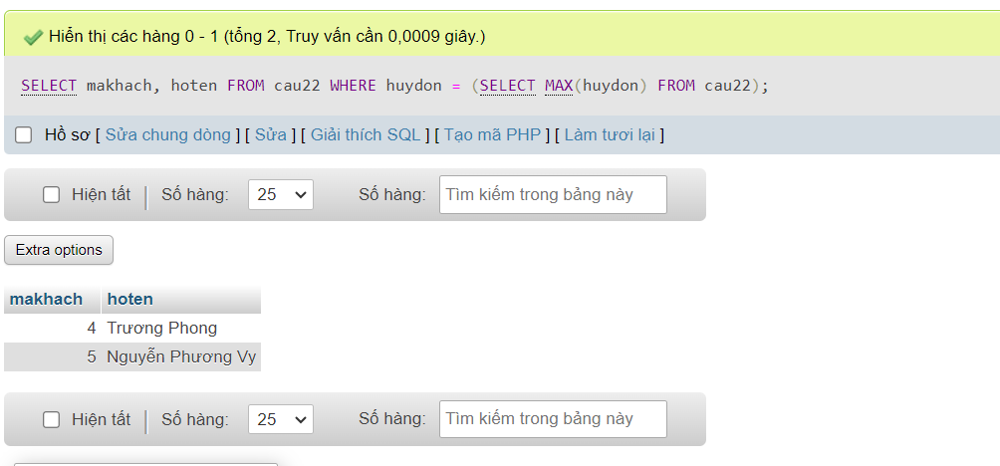 Hiển thị các hàng 0 - 1 (tổng 2, Truy vấn cần 0,0009 giây.)
SELECT makhach, hoten FROM cau22 WHERE huydon = (SELECT MAX(huydon) FROM cau22);
Hồ sơ [ Sửa chung dòng ] [ Sửa ] [ Giải thích SQL ] [ Tạo mã PHP ] [ Làm tươi lại ]
Hiện tất | Số hàng: 25 Số hàng: Tìm kiếm trong bảng này
Extra options
makhach hoten
4 Trương Phong
5 Nguyễn Phương Vy
Hiện tất | Số hàng: 25 Số hàng: Tìm kiếm trong bảng này